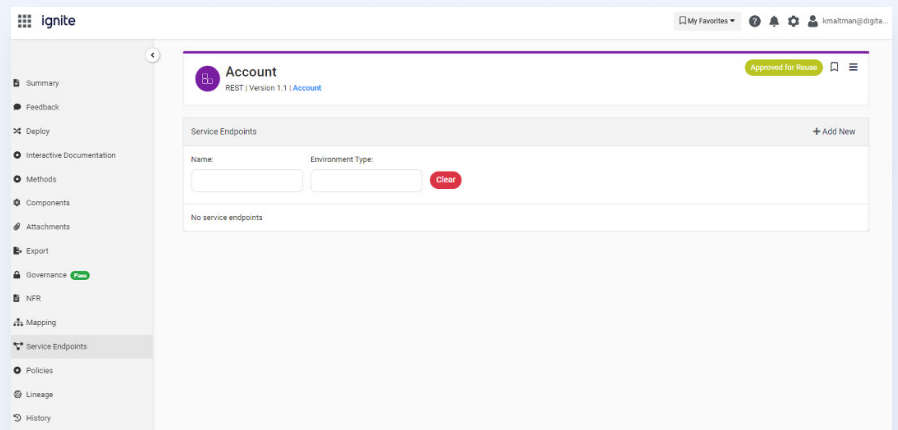 ignite
My Favorites
kmaltman@digita...
Summary
Feedback
Deploy
Interactive Documentation
Methods
Components
Attachments
Export
Governance Pass
NFR
Mapping
Service Endpoints
Policies
Lineage
History
Account
REST | Version 1.1 | Account
Approved for Reuse
Service Endpoints
+ Add New
Name:
Environment Type:
Clear
No service endpoints